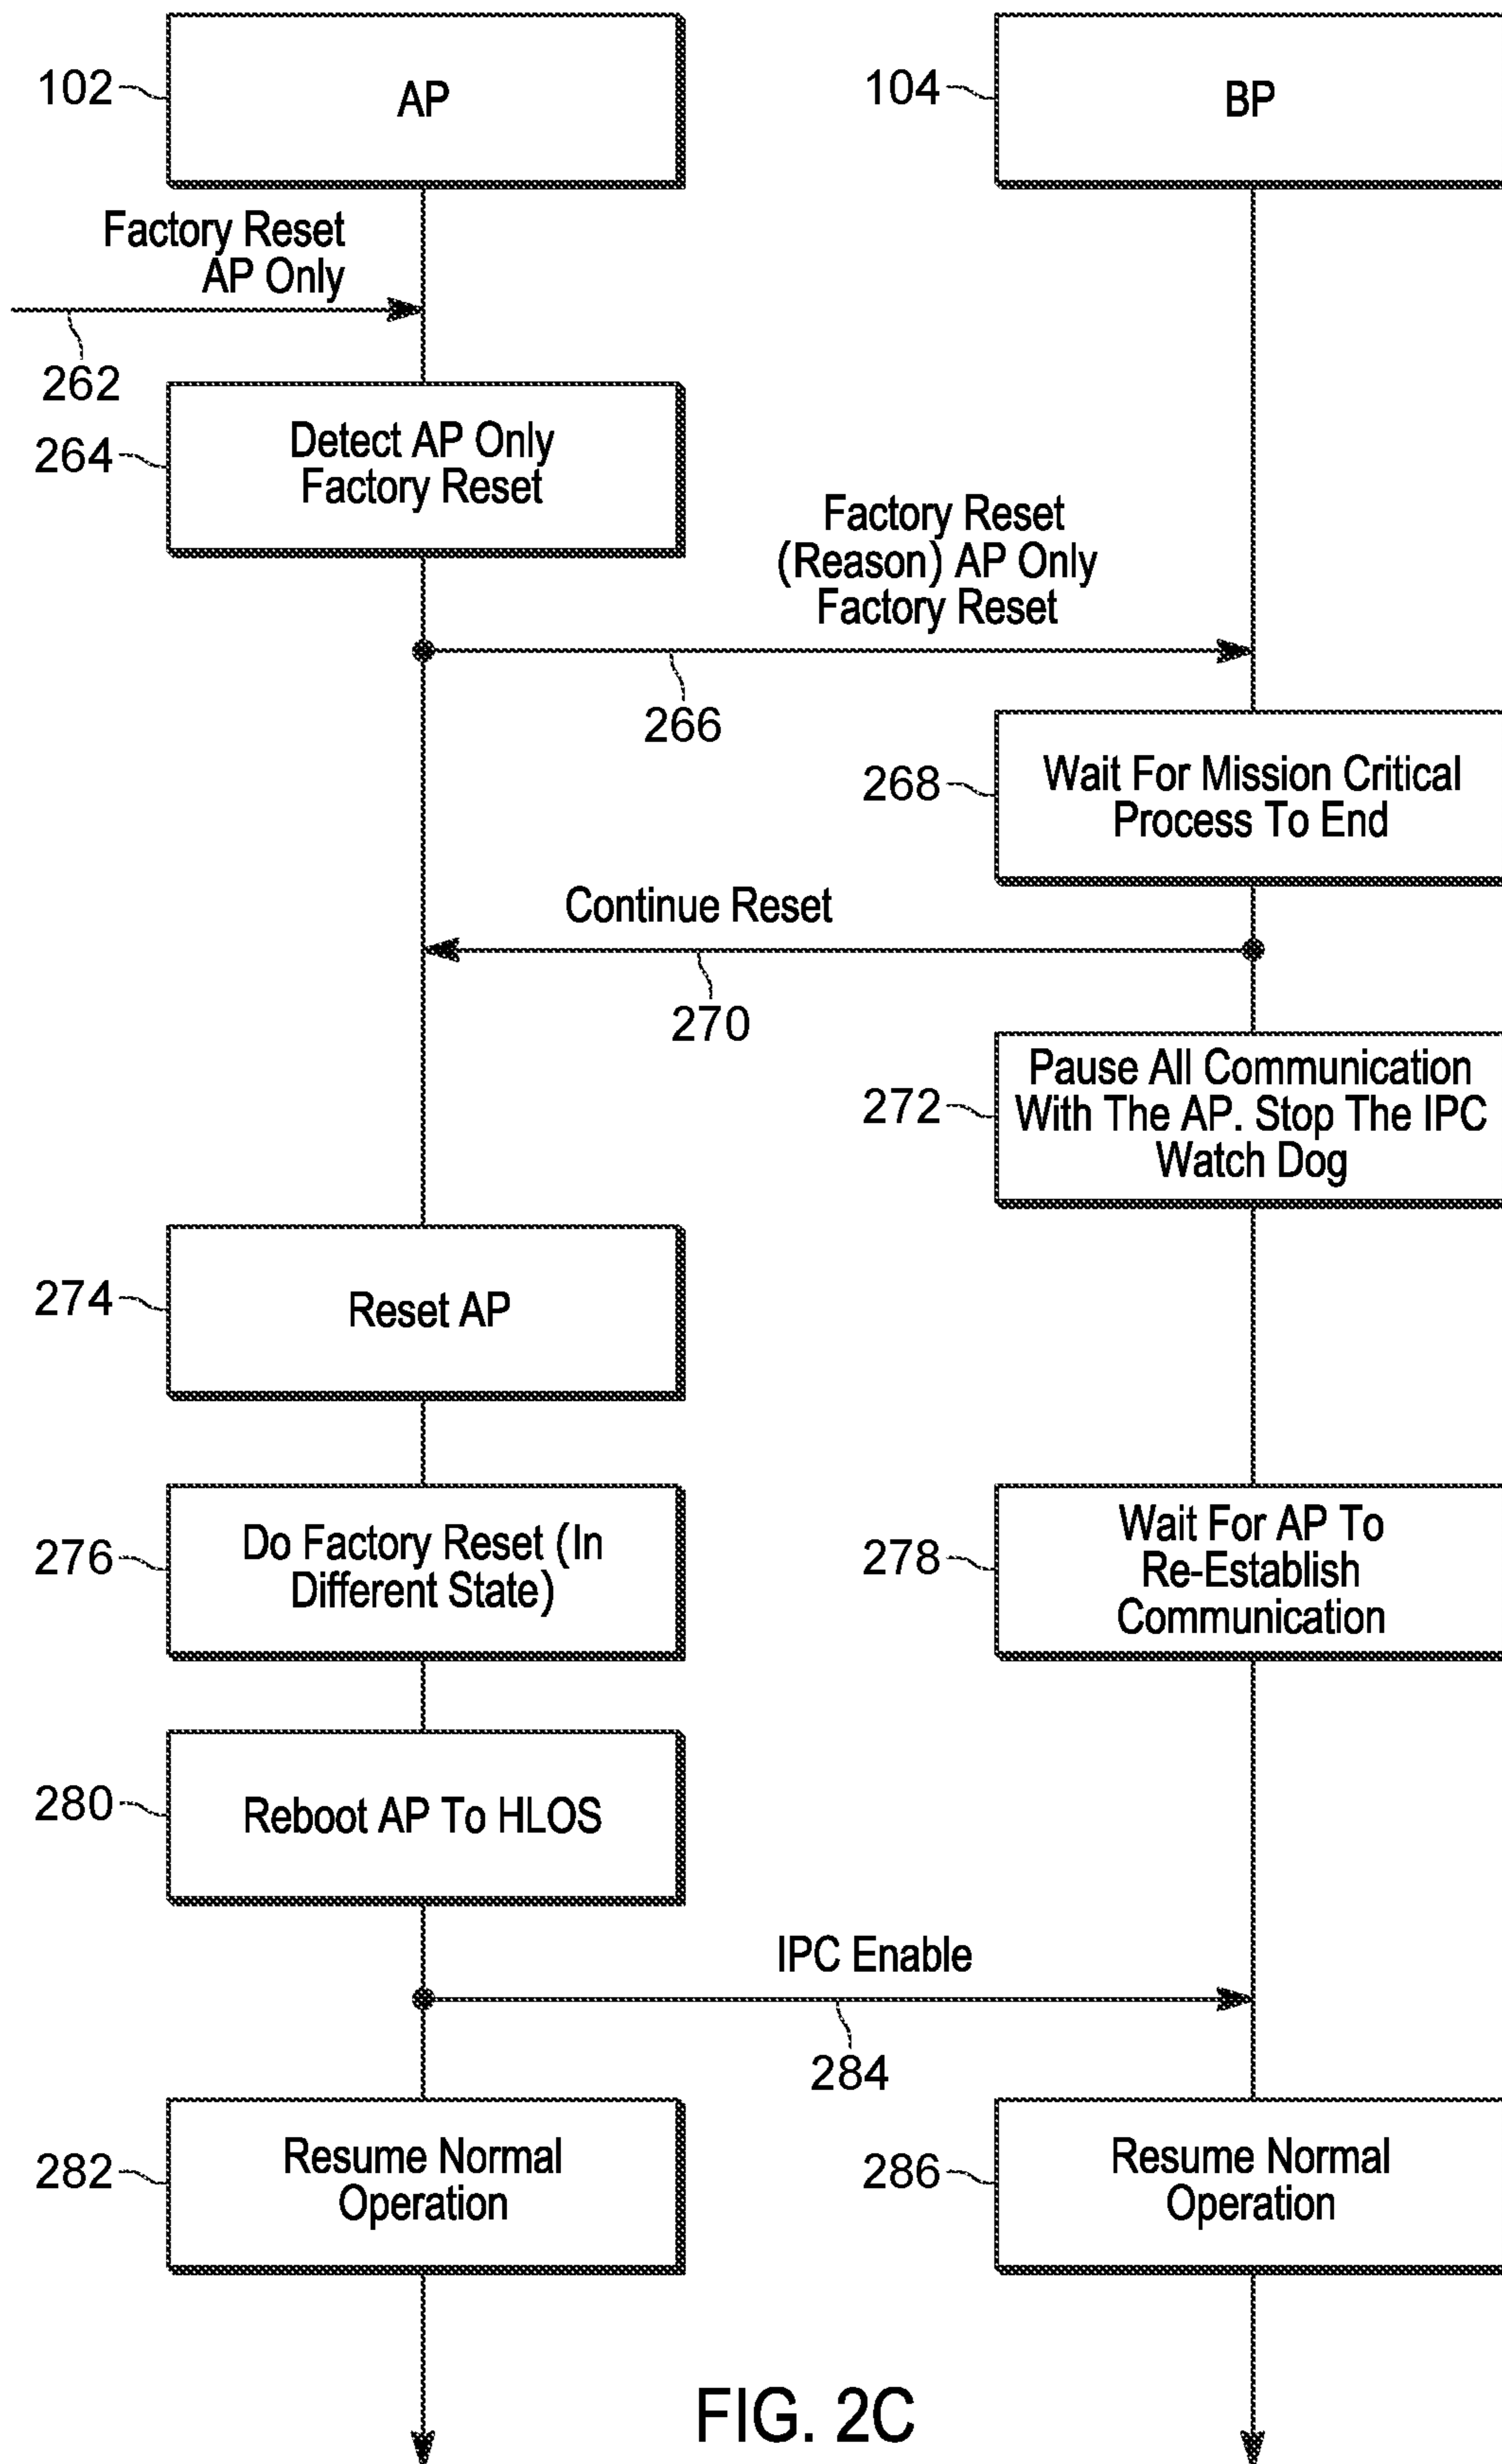 102
AP
104
BP
Factory Reset
AP Only
262
264
Detect AP Only
Factory Reset
Factory Reset
(Reason) AP Only
Factory Reset
266
268
Wait For Mission Critical
Process To End
Continue Reset
270
272
Pause All Communication
With The AP. Stop The IPC
Watch Dog
274
Reset AP
276
Do Factory Reset (In
Different State)
278
Wait For AP To
Re-Establish
Communication
280
Reboot AP To HLOS
IPC Enable
284
282
Resume Normal
Operation
286
Resume Normal
Operation
FIG. 2C